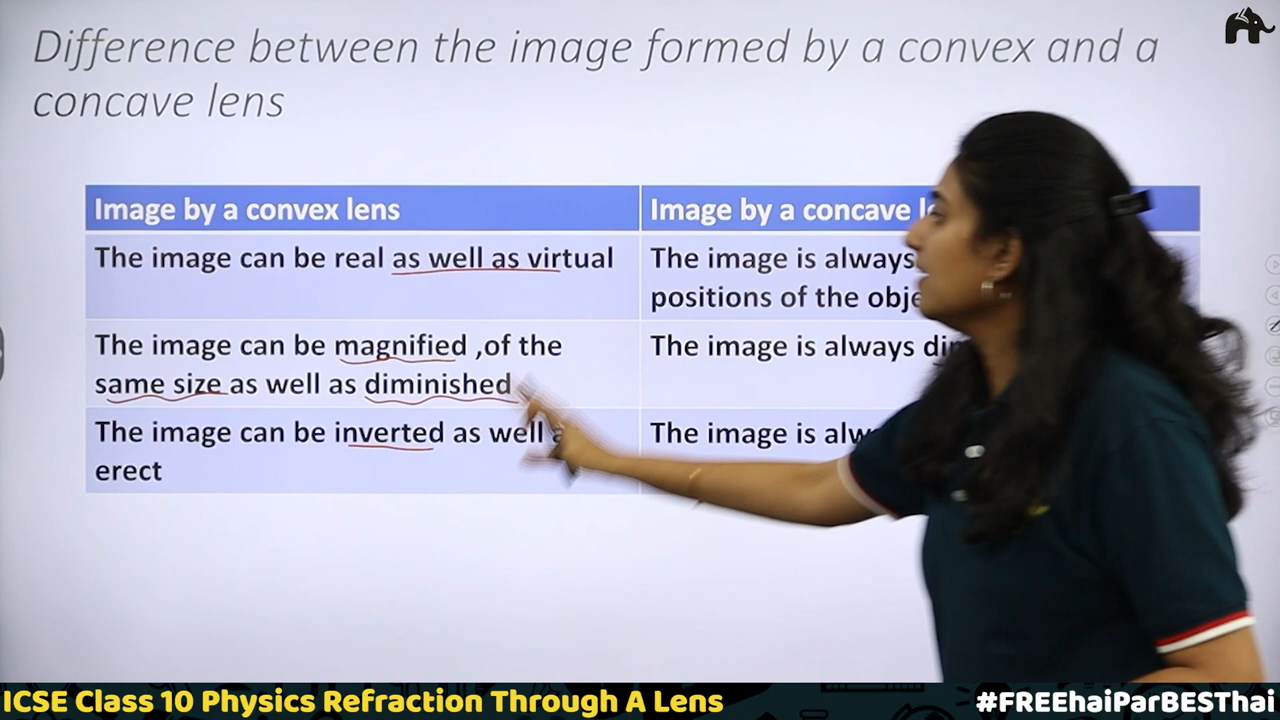 Difference between the image formed by a convex and a
concave lens
Image by a convex lens
Image by a concave
The image can be real as well as virtual
The image is always
positions of the
The image can be magnified ,of the
same size as well as diminished
The image is always
The image can be inverted as well
erect
The image is
ICSE Class 10 Physics Refraction Through A Lens
#FREEhaiParBESThai